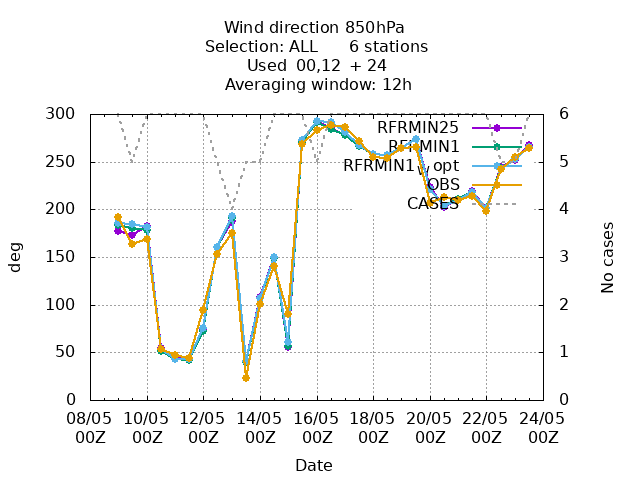 Wind direction 850hPa
Selection: ALL      6 stations
Used  00,12  + 24
Averaging window: 12h
300 6
RFRMIN25
RFRMIN1
250 5
RFRMIN1_W_opt
OBS
CASES
200 4
150 3
100 2
50 1
0 0
deg
No cases
08/05 10/05 12/05 14/05 16/05 18/05 20/05 22/05 24/05
00Z 00Z 00Z 00Z 00Z 00Z 00Z 00Z 00Z
Date